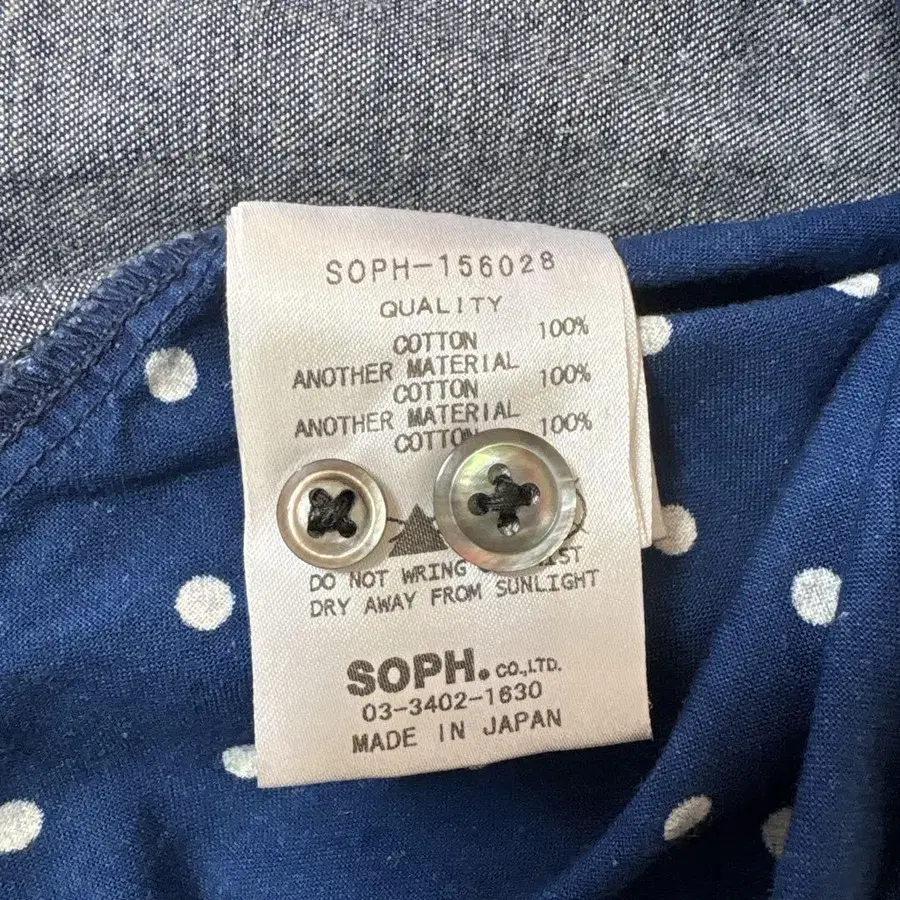 SOPH-156028
QUALITY
COTTON 100%
ANOTHER MATERIAL
COTTON 100%
ANOTHER MATERIAL
COTTON 100%
DO NOT WRING
DRY AWAY FROM SUNLIGHT
SOPH. CO.,LTD.
03-3402-1630
MADE IN JAPAN